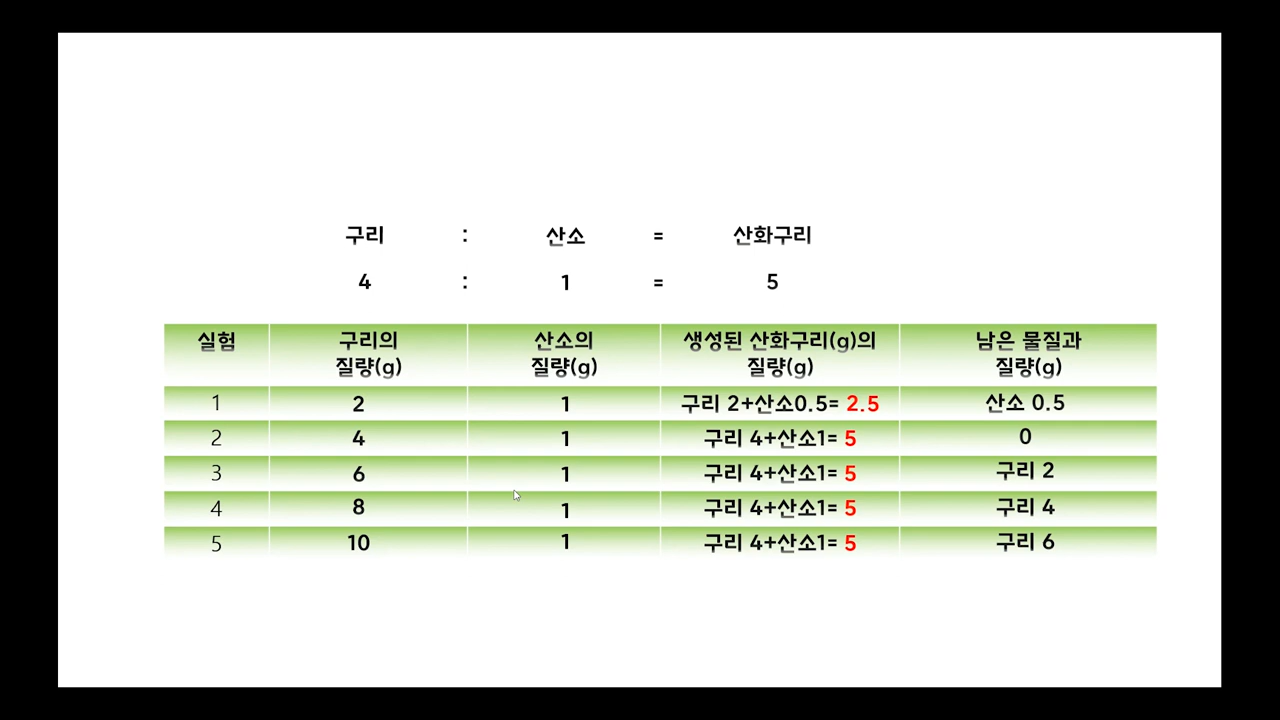 구리 : 산소 = 산화구리
4 : 1 = 5
실험 구리의 질량(g) 산소의 질량(g) 생성된 산화구리(g)의 질량(g) 남은 물질과 질량(g)
1 2 1 구리 2+산소0.5= 2.5 산소 0.5
2 4 1 구리 4+산소1= 5 0
3 6 1 구리 4+산소1= 5 구리 2
4 8 1 구리 4+산소1= 5 구리 4
5 10 1 구리 4+산소1= 5 구리 6